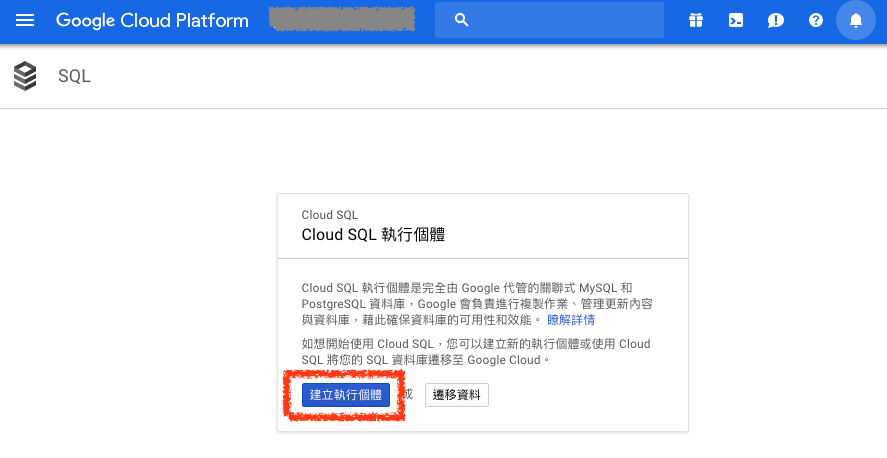 Google Cloud Platform
SQL
Cloud SQL
Cloud SQL 執行個體
Cloud SQL 執行個體是完全由 Google 代管的關聯式 MySQL 和
PostgreSQL 資料庫，Google 會負責進行複製作業、管理更新內容
與資料庫，藉此確保資料庫的可用性和效能。 瞭解詳情
如想開始使用 Cloud SQL，您可以建立新的執行個體或使用 Cloud
SQL 將您的 SQL 資料庫遷移至 Google Cloud。
建立執行個體 或 遷移資料